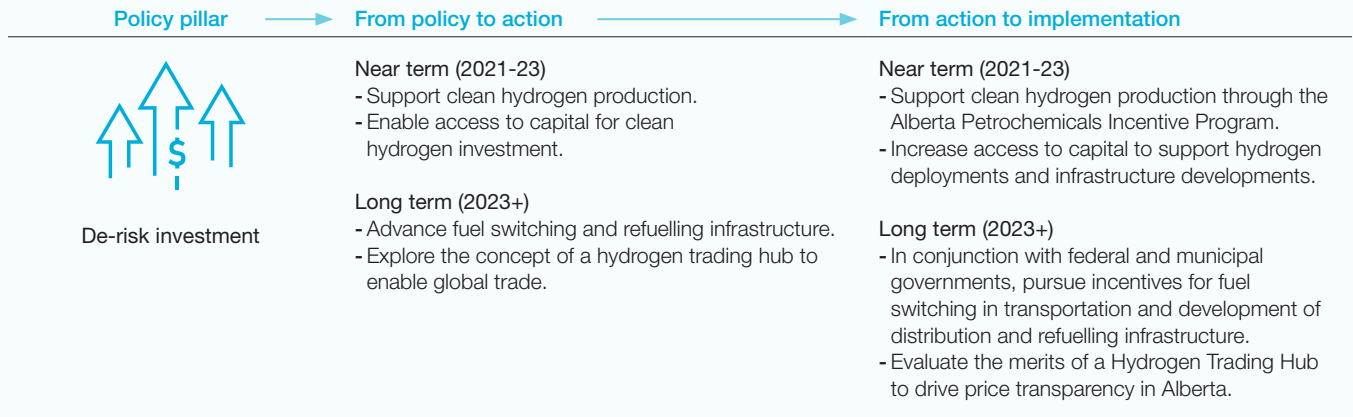 Policy pillar
From policy to action
From action to implementation
$
De-risk investment
Near term (2021-23)
- Support clean hydrogen production.
- Enable access to capital for clean
hydrogen investment.
Long term (2023+)
- Advance fuel switching and refuelling infrastructure.
- Explore the concept of a hydrogen trading hub to
enable global trade.
Near term (2021-23)
- Support clean hydrogen production through the
Alberta Petrochemicals Incentive Program.
- Increase access to capital to support hydrogen
deployments and infrastructure developments.
Long term (2023+)
- In conjunction with federal and municipal
governments, pursue incentives for fuel
switching in transportation and development of
distribution and refuelling infrastructure.
- Evaluate the merits of a Hydrogen Trading Hub
to drive price transparency in Alberta.